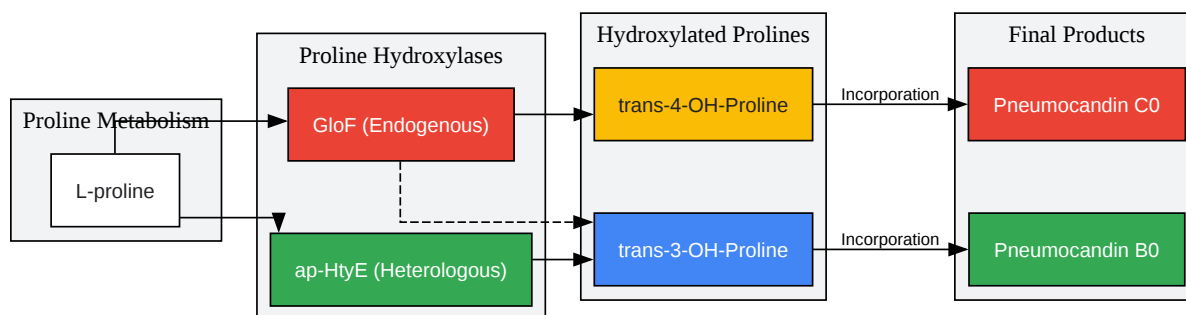 Proline Metabolism
L-proline
Proline Hydroxylases
GloF (Endogenous)
ap-HtyE (Heterologous)
Hydroxylated Prolines
trans-4-OH-Proline
trans-3-OH-Proline
Incorporation
Incorporation
Final Products
Pneumocandin C0
Pneumocandin B0